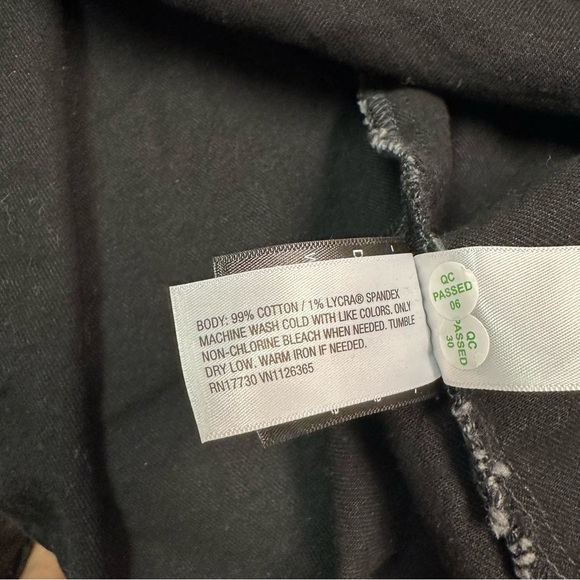 BODY: 99% COTTON / 1% LYCRA® SPANDEX
MACHINE WASH COLD WITH LIKE COLORS. ONLY
NON-CHLORINE BLEACH WHEN NEEDED. TUMBLE
DRY LOW. WARM IRON IF NEEDED.
RN17730 VN1126365
QC
PASSED
06
QC
PASSED
30